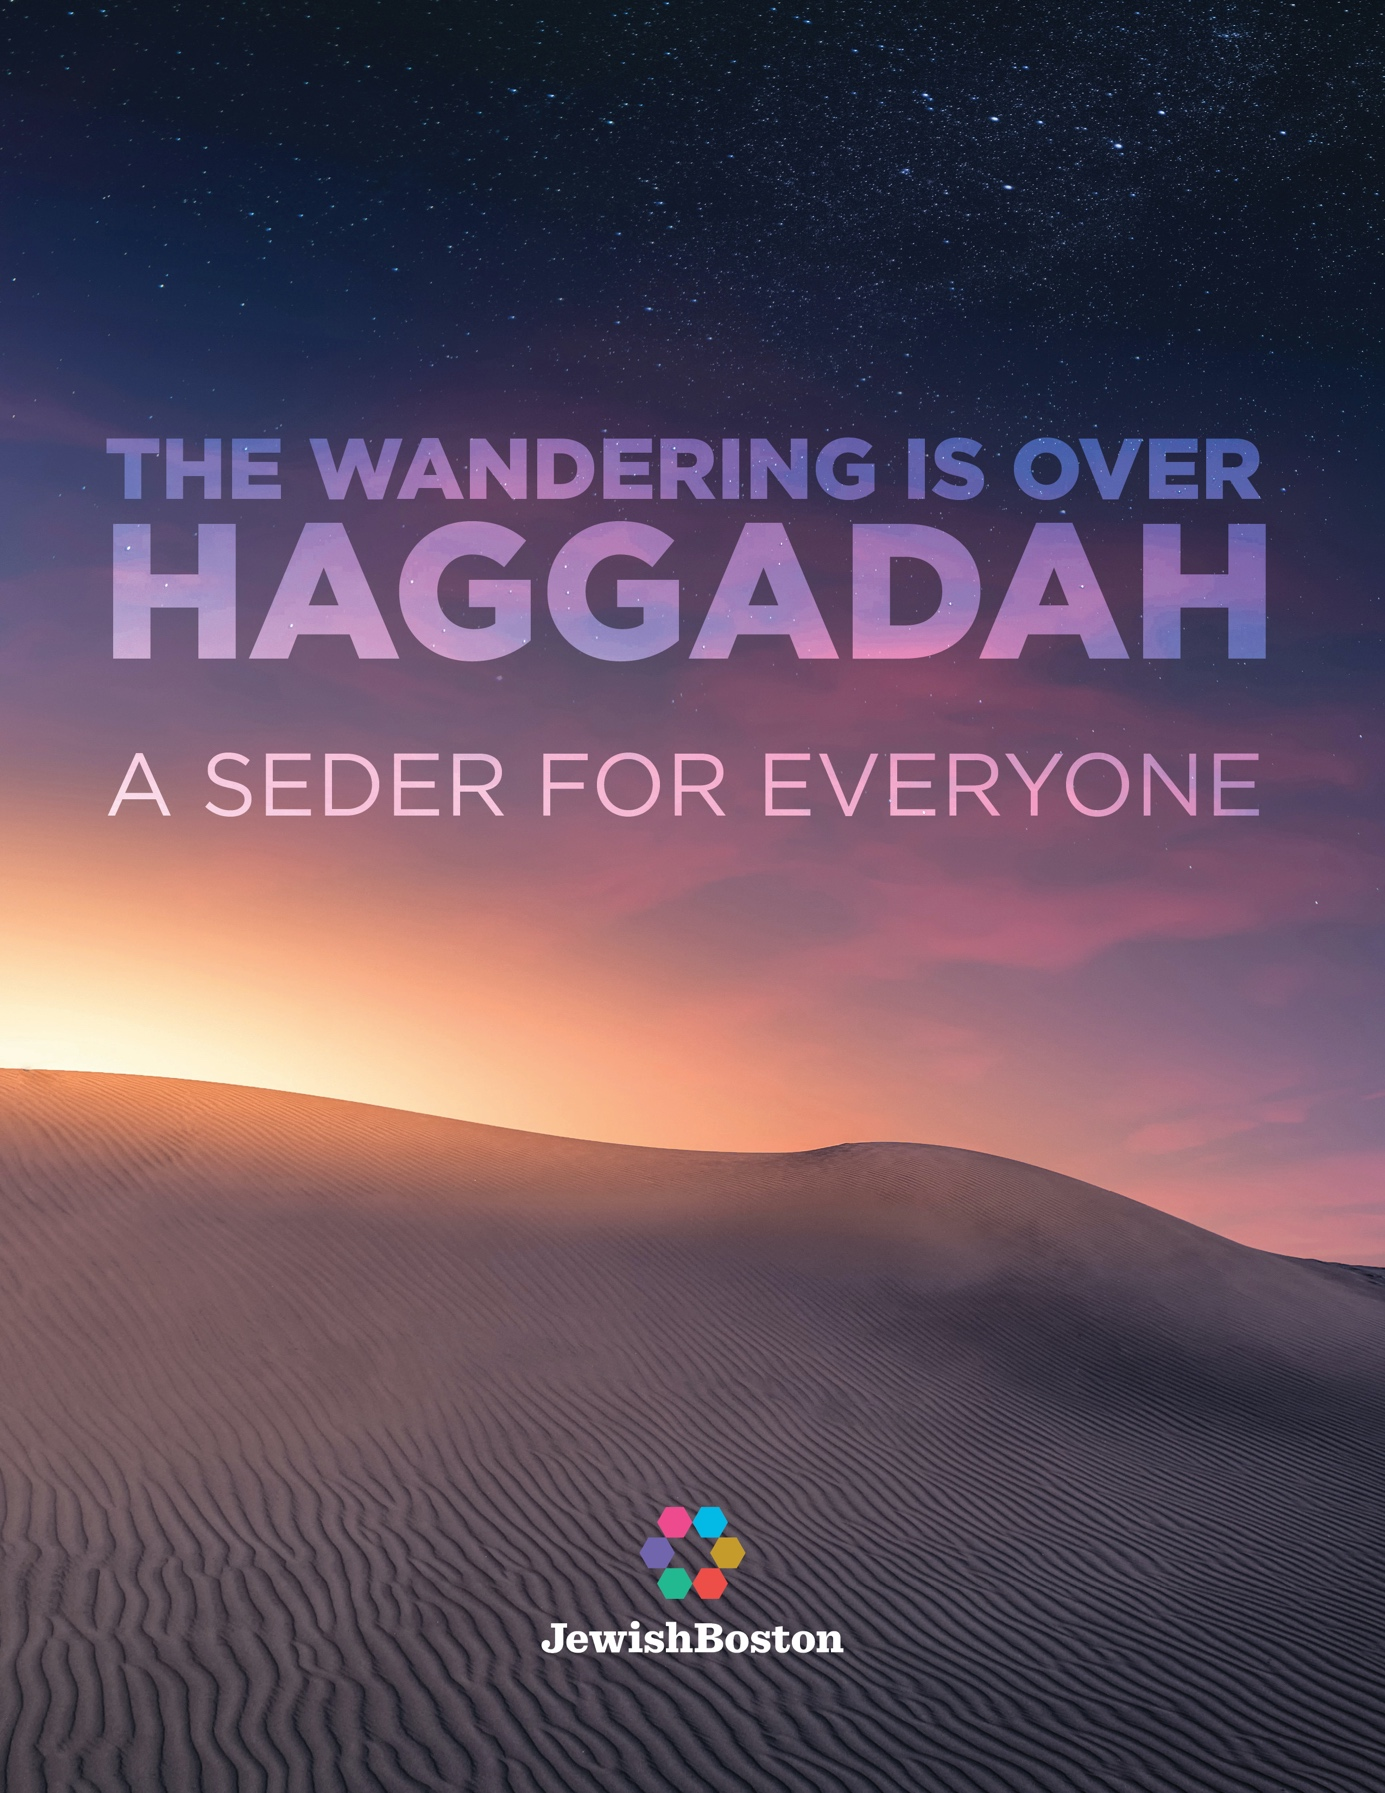 THE WANDERING IS OVER
HAGGADAH
A SEDER FOR EVERYONE
JewishBoston